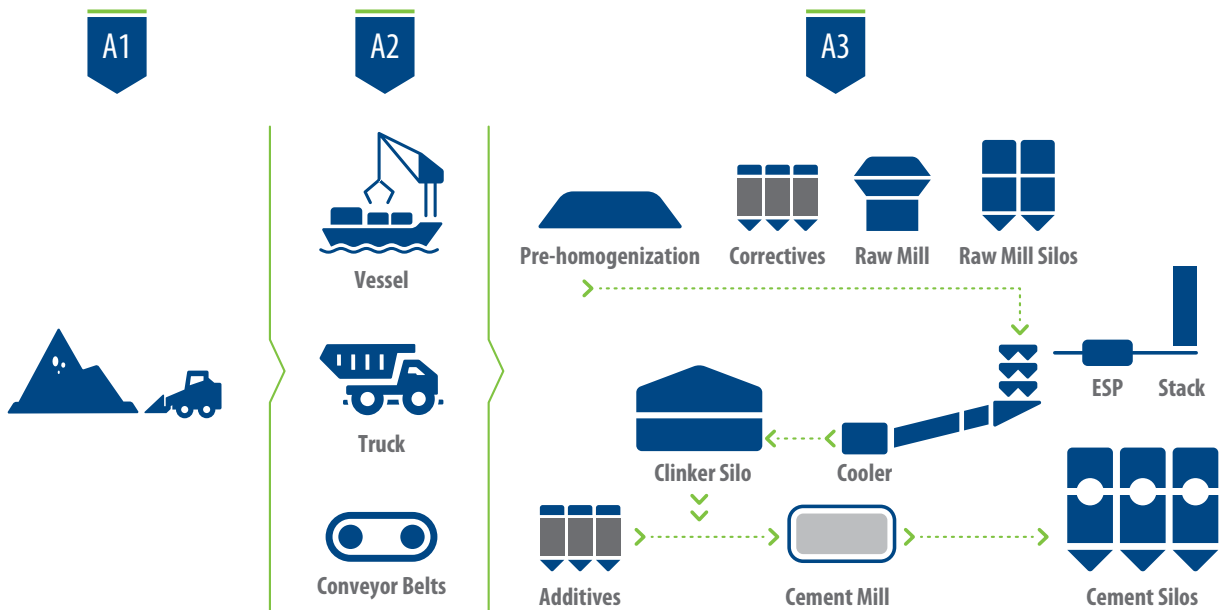 A1
A2
A3
Vessel
Truck
Conveyor Belts
Pre-homogenization
Correctives
Raw Mill
Raw Mill Silos
ESP
Stack
Clinker Silo
Cooler
Additives
Cement Mill
Cement Silos